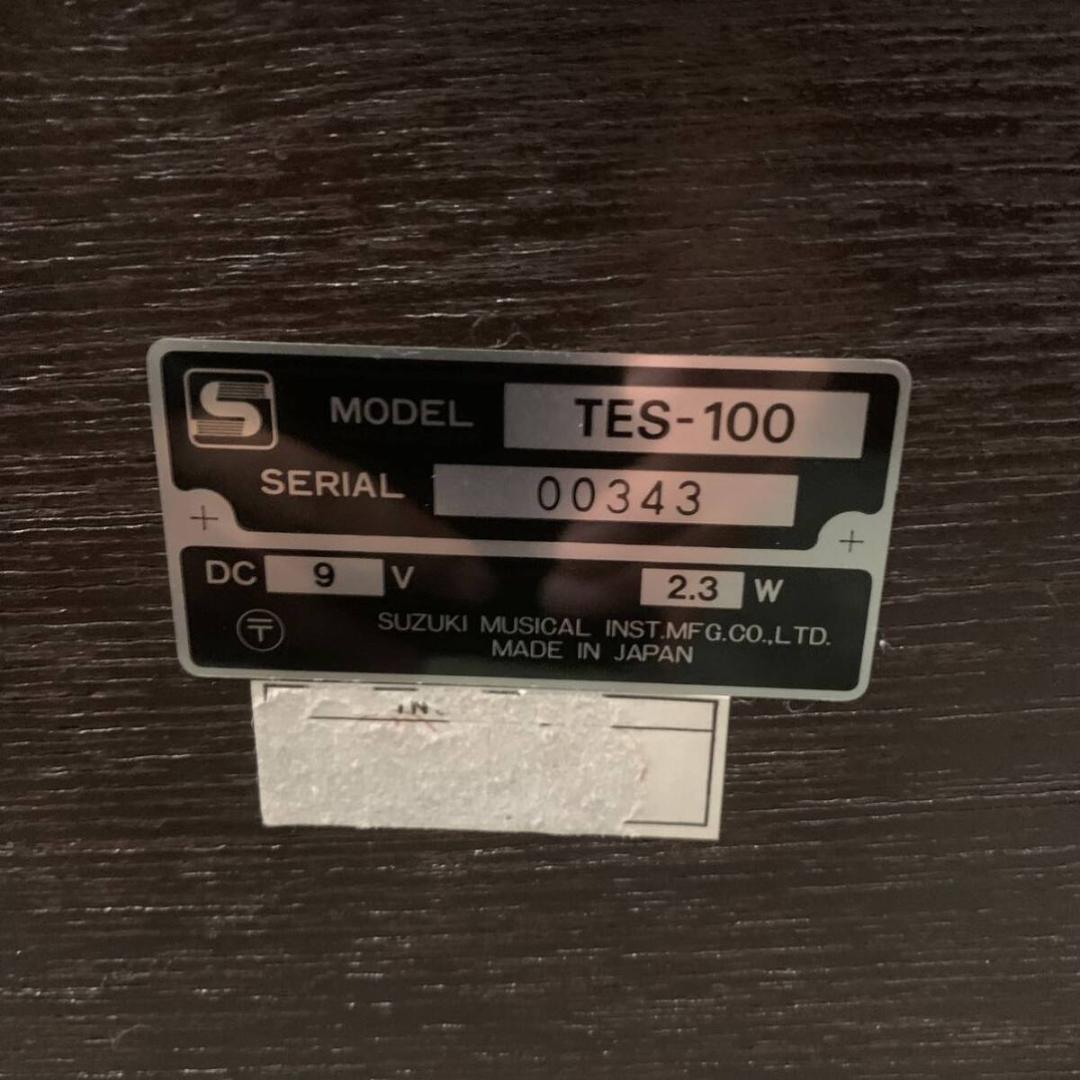 S MODEL TES-100
SERIAL 00343
DC 9 V 2.3 W
〒 SUZUKI MUSICAL INST.MFG.CO.,LTD.
MADE IN JAPAN